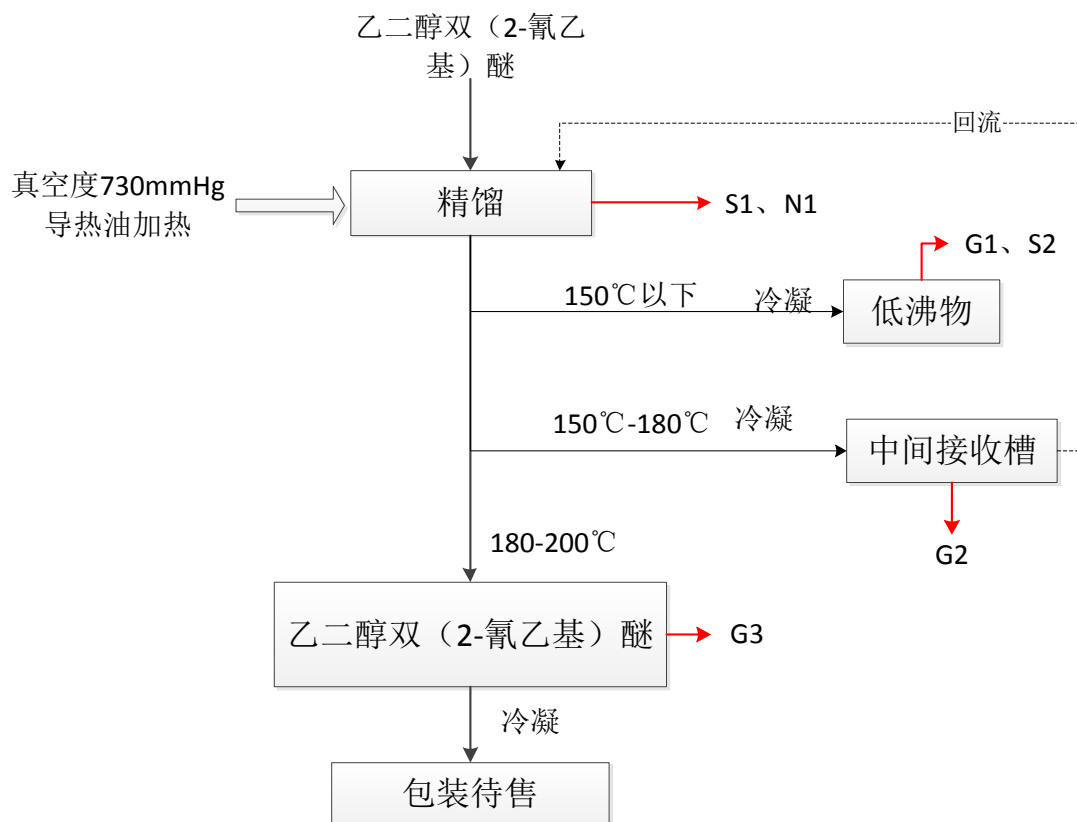 乙二醇双（2-氰乙
基）醚
回流
真空度730mmHg
导热油加热
精馏
S1、N1
G1、S2
150℃以下
冷凝
低沸物
150℃-180℃
冷凝
中间接收槽
180-200℃
G2
乙二醇双（2-氰乙基）醚
G3
冷凝
包装待售